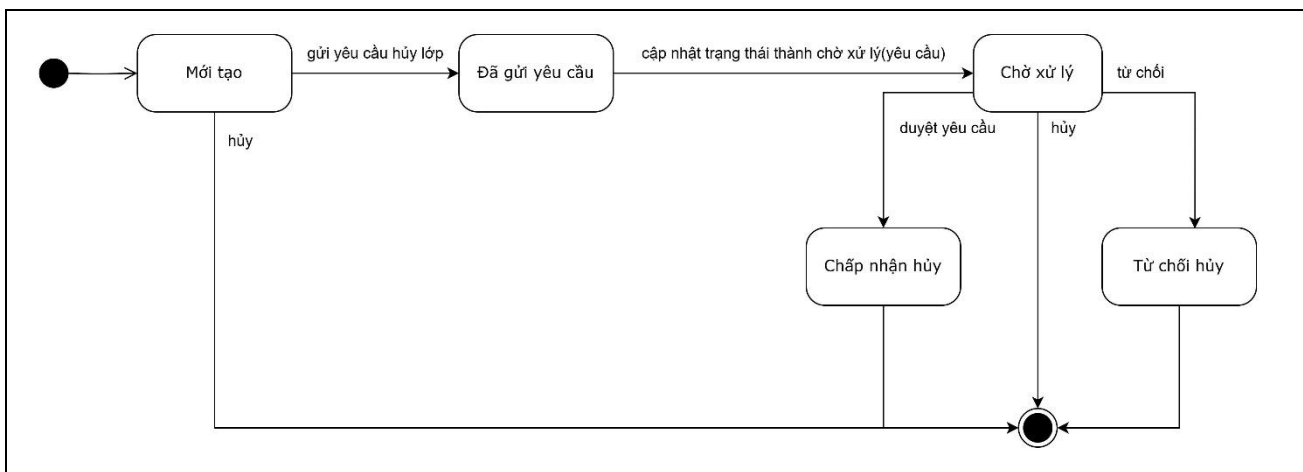 Mới tạo
gửi yêu cầu hủy lớp
Đã gửi yêu cầu
cập nhật trạng thái thành chờ xử lý(yêu cầu)
Chờ xử lý
từ chối
hủy
duyệt yêu cầu
hủy
Chấp nhận hủy
Từ chối hủy